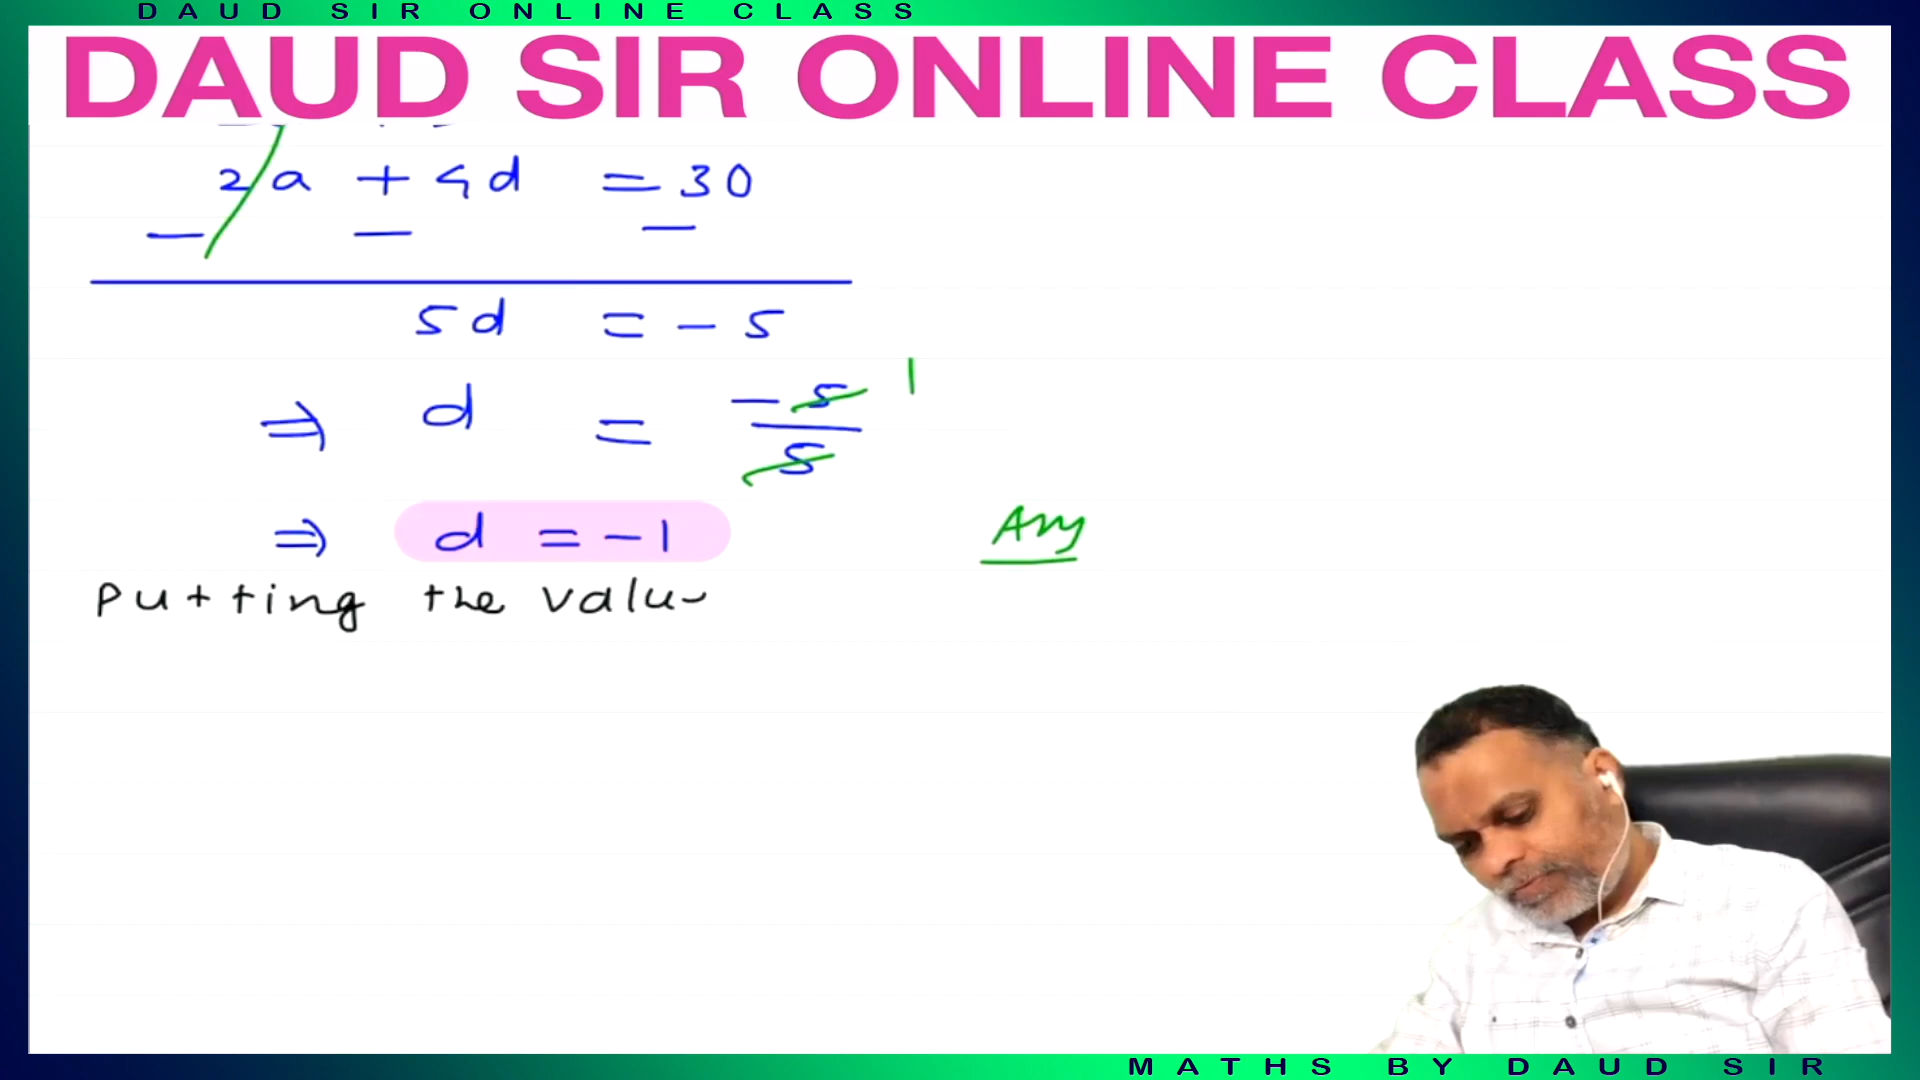 DAUD SIR ONLINE CLASS
DAUD SIR ONLINE CLASS
2a + 4d = 30
— — —
5d = - 5
⇒ d = -5/5 1
⇒ d = -1 Ans
Putting the value
MATHS BY DAUD SIR